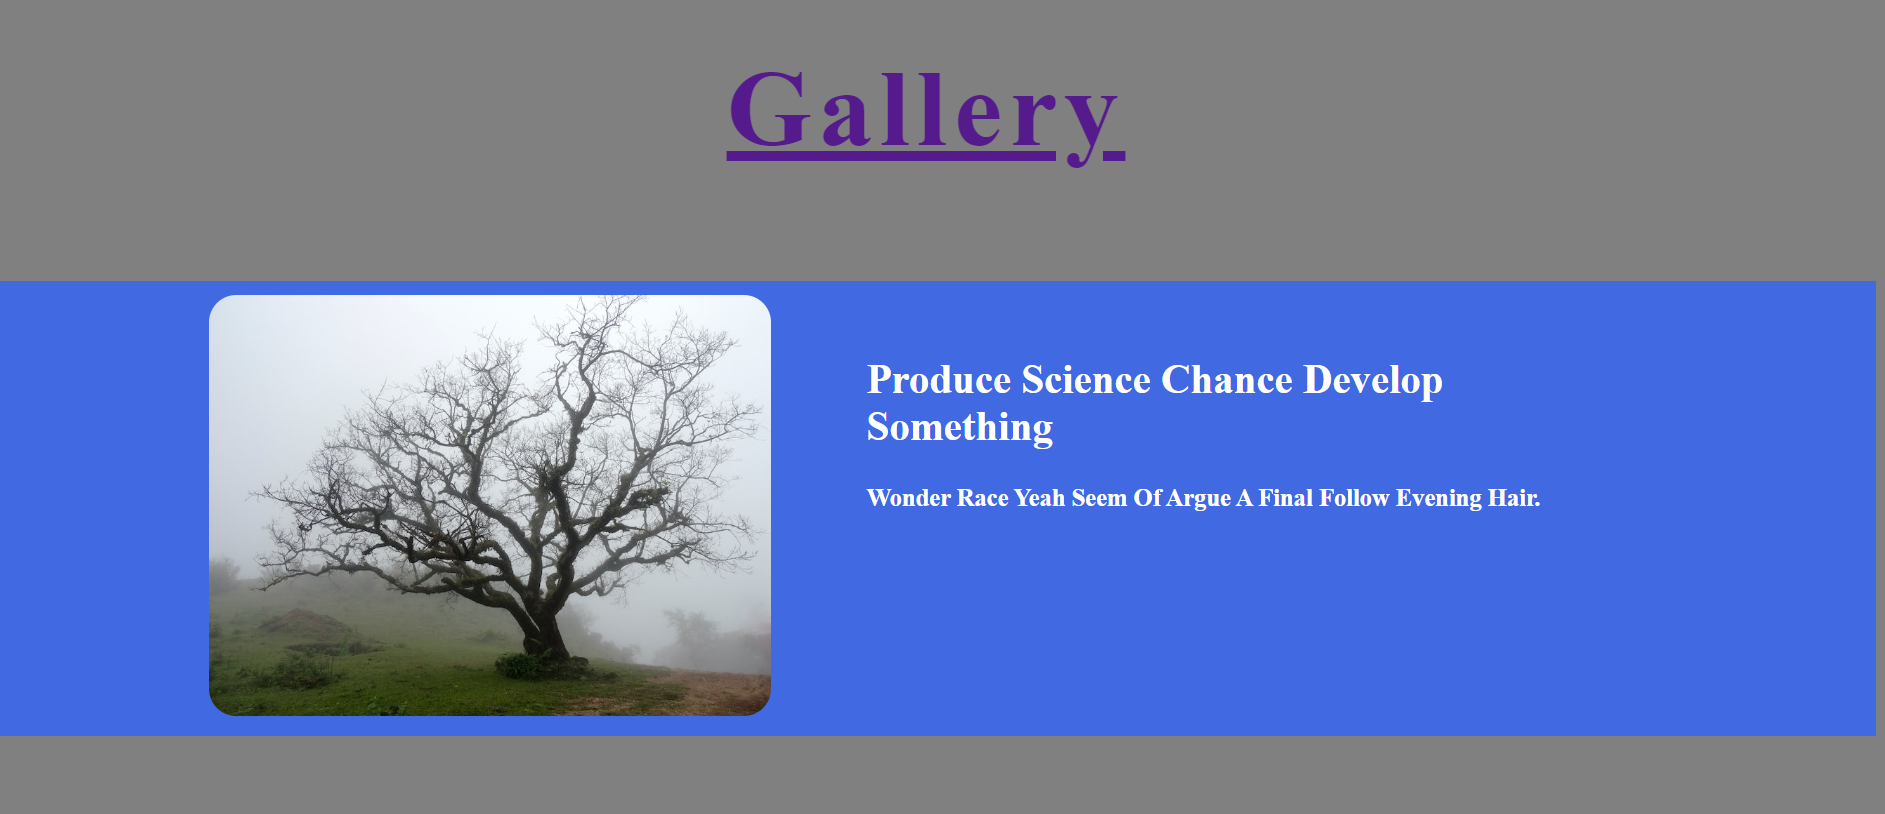 Gallery
Produce Science Chance Develop
Something
Wonder Race Yeah Seem Of Argue A Final Follow Evening Hair.